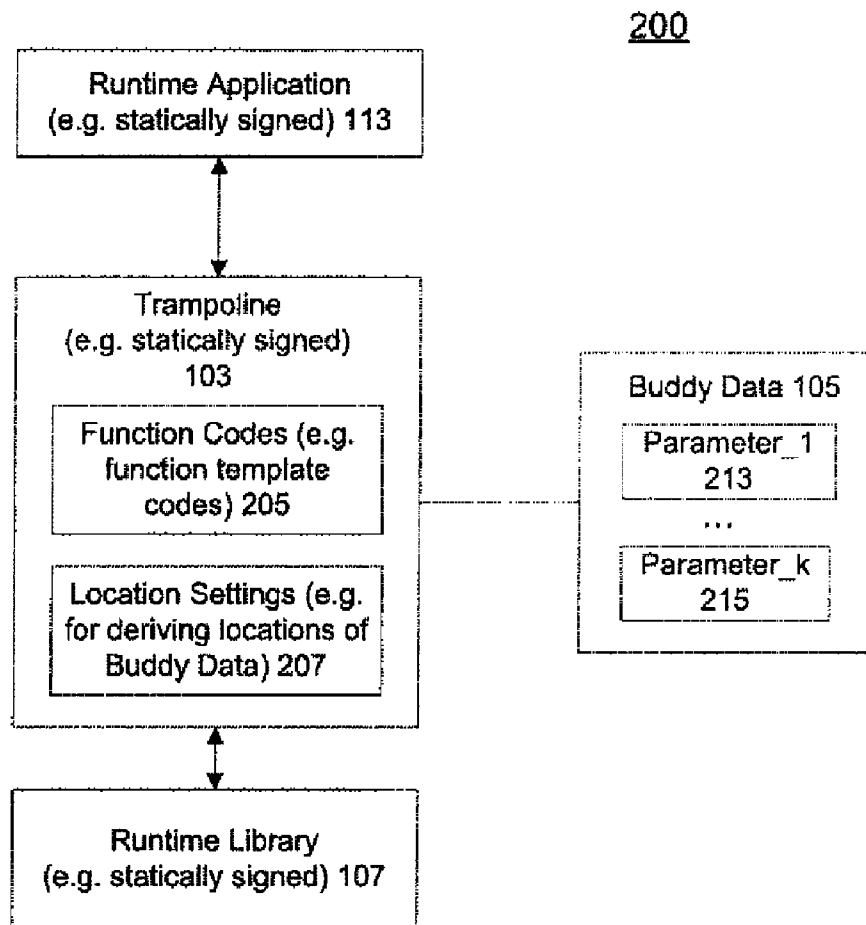 200
Runtime Application
(e.g. statically signed) 113
Trampoline
(e.g. statically signed)
103
Function Codes (e.g.
function template
codes) 205
Location Settings (e.g.
for deriving locations of
Buddy Data) 207
Buddy Data 105
Parameter_1
213
...
Parameter_k
215
Runtime Library
(e.g. statically signed) 107